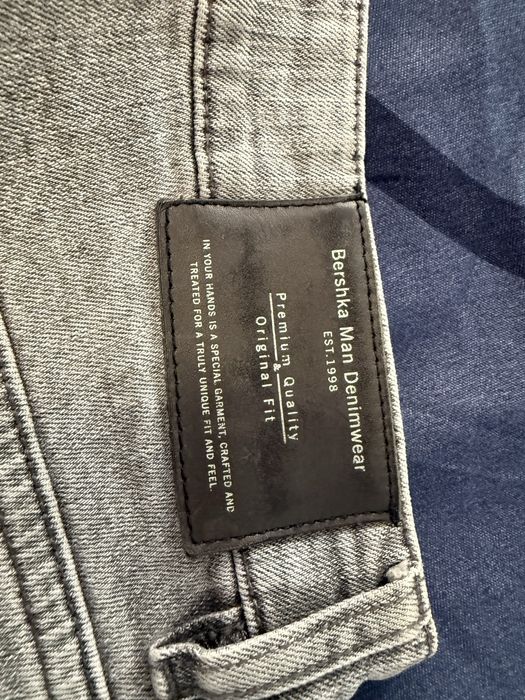 Bershka Man Denimwear
EST.1998
Premium Quality
&
Original Fit
IN YOUR HANDS IS A SPECIAL GARMENT, CRAFTED AND
TREATED FOR A TRULY UNIQUE FIT AND FEEL.